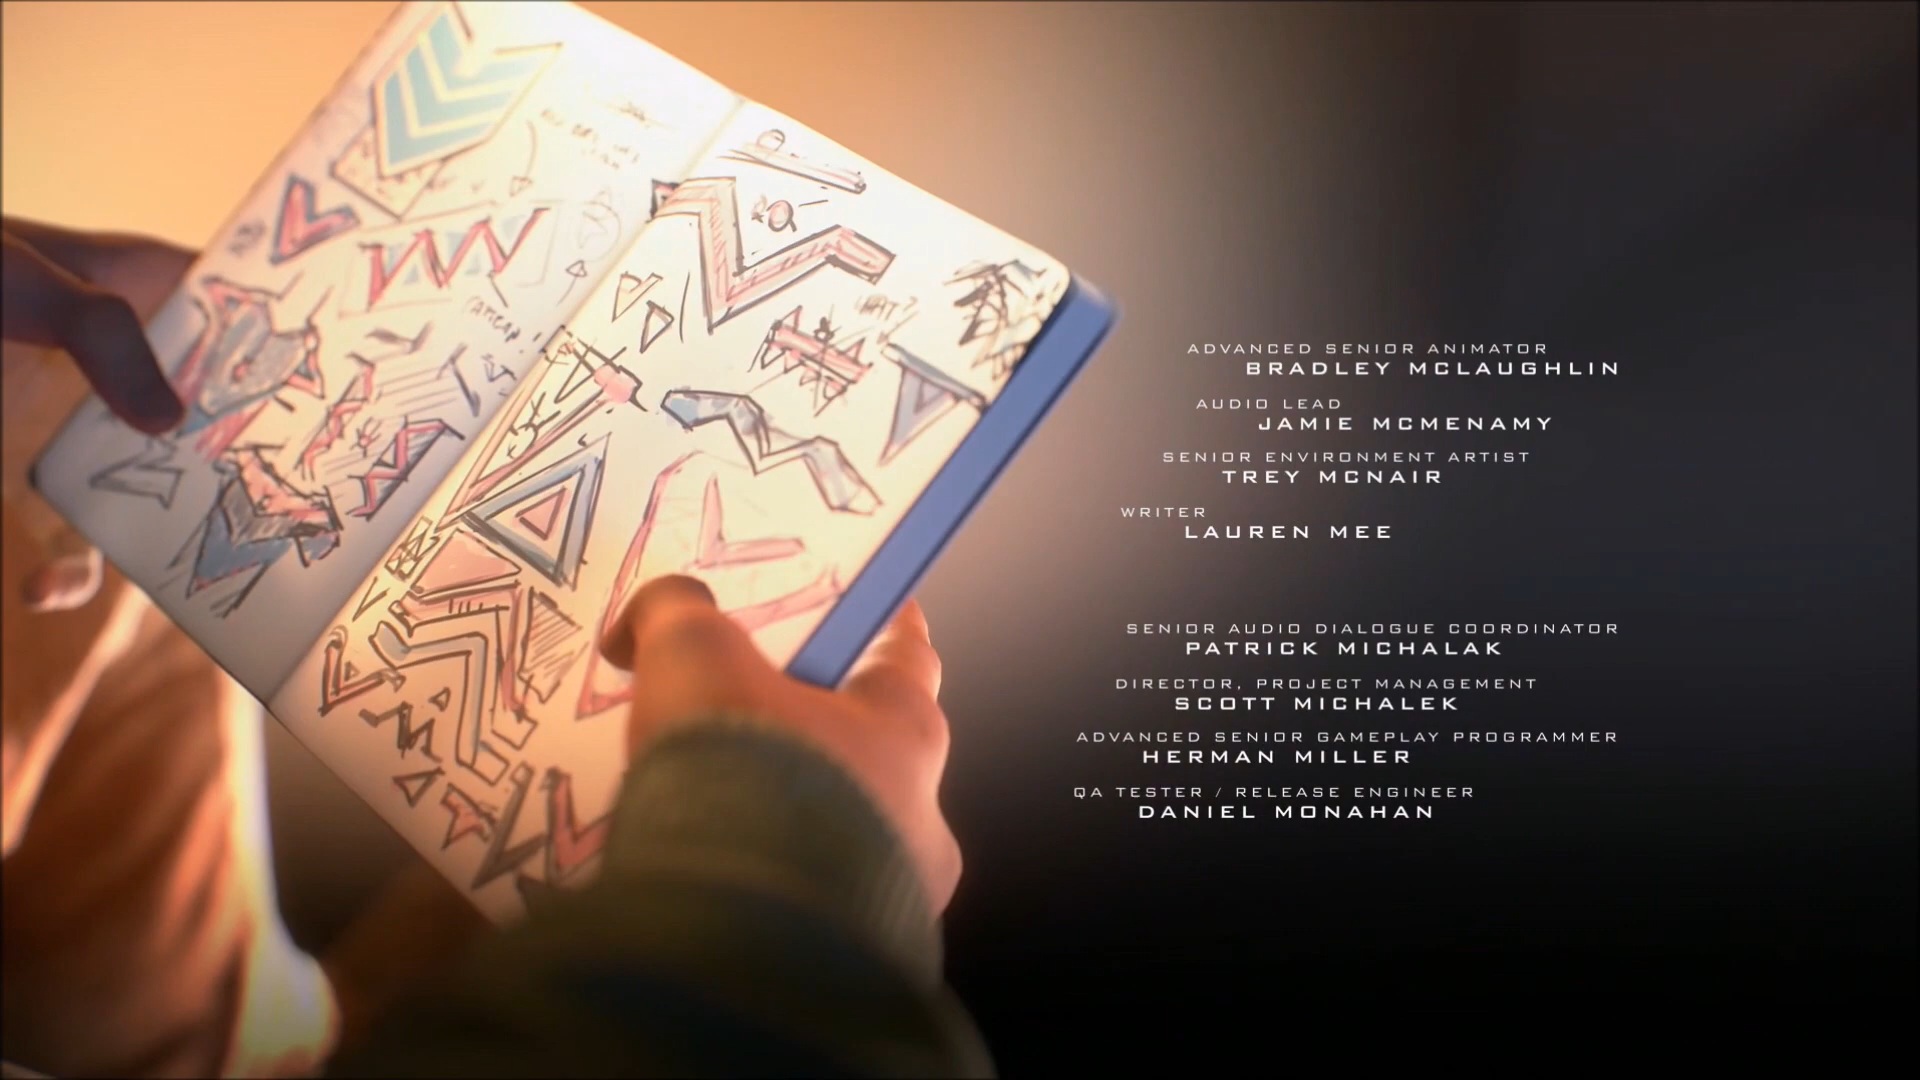 ADVANCED SENIOR ANIMATOR
BRADLEY MCLAUGHLIN
AUDIO LEAD
JAMIE MCMENAMY
SENIOR ENVIRONMENT ARTIST
TREY MCNAIR
WRITER
LAUREN MEE
SENIOR AUDIO DIALOGUE COORDINATOR
PATRICK MICHALAK
DIRECTOR, PROJECT MANAGEMENT
SCOTT MICHALEK
ADVANCED SENIOR GAMEPLAY PROGRAMMER
HERMAN MILLER
QA TESTER / RELEASE ENGINEER
DANIEL MONAHAN